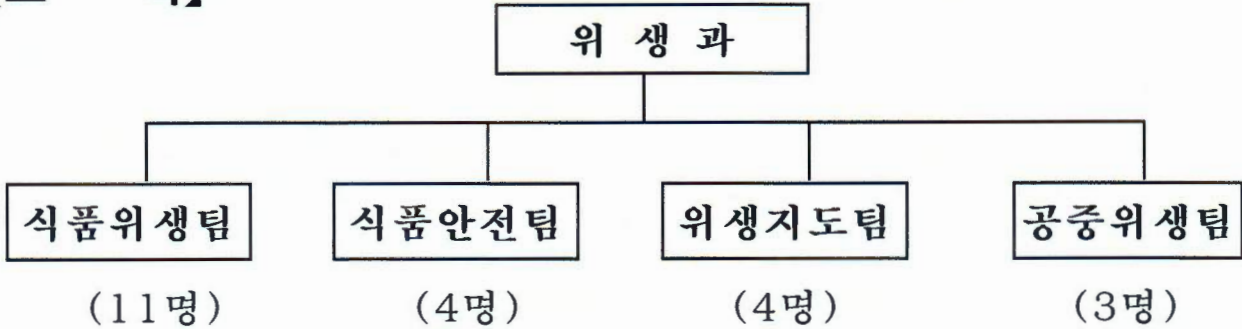 위 생 과
식품위생팀 식품안전팀 위생지도팀 공중위생팀
(11명) (4명) (4명) (3명)